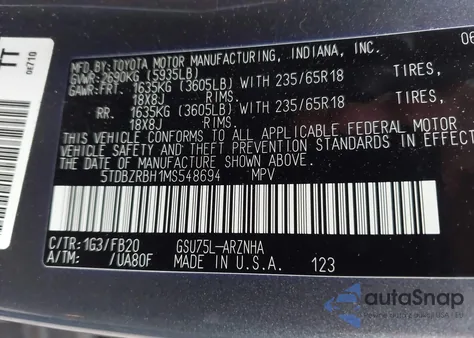 TT
0E710
MFD. BY: TOYOTA MOTOR MANUFACTURING, INDIANA, INC. 06
GVWR: 2690KG (5935LB)
GAWR: FRT. 1635KG (3605LB) WITH 235/65R18 TIRES,
18X8J RIMS.
RR. 1635KG (3605LB) WITH 235/65R18 TIRES,
18X8J RIMS.
THIS VEHICLE CONFORMS TO ALL APPLICABLE FEDERAL MOTOR
VEHICLE SAFETY AND THEFT PREVENTION STANDARDS IN EFFECT
DATE OF MANUFACTURE SHOWN ABOVE.
5TDBZRBH1MS548694 MPV
C/TR: 1G3/FB20 GSU75L-ARZNHA
A/TM: /UA80F MADE IN U.S.A. 123
autoSnap